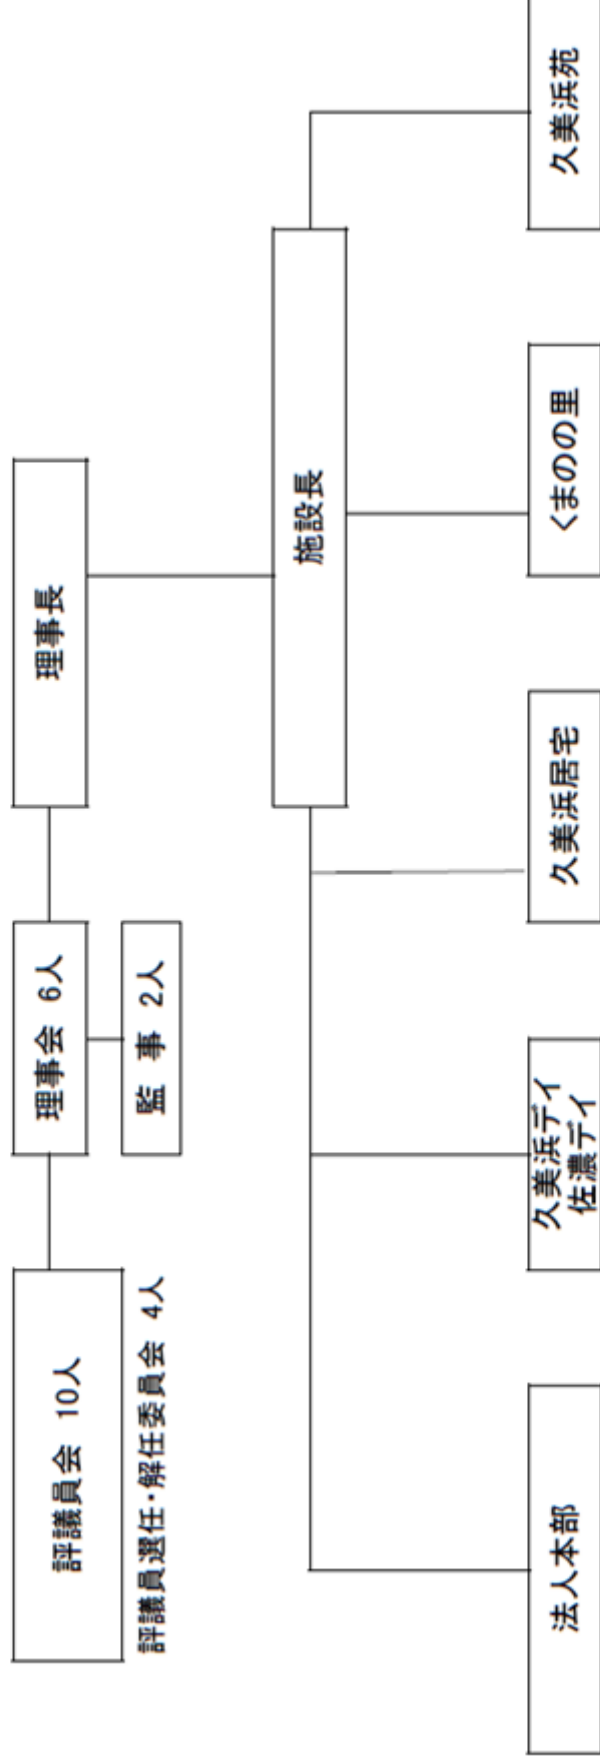 評議員会 10人
理事会 6人
理事長
評議員選任・解任委員会 4人
監 事 2人
施設長
法人本部
久美浜デイ
佐濃デイ
久美浜居宅
くまのの里
久美浜苑